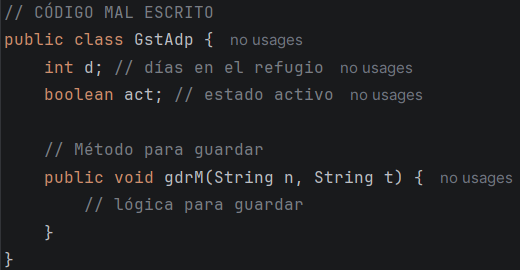 // CÓDIGO MAL ESCRITO
public class GstAdp { no usages
int d; // días en el refugio no usages
boolean act; // estado activo no usages
// Método para guardar
public void gdrM(String n, String t) { no usages
// lógica para guardar
}
}